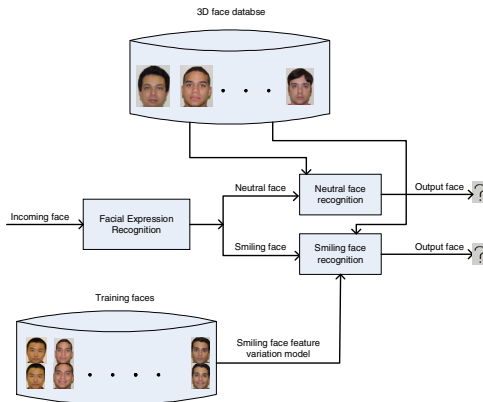 3D face databse
Neutral face
Neutral face
recognition
Output face
?
Incoming face
Facial Expression
Recognition
Smiling face
Smiling face
recognition
Output face
?
Training faces
Smiling face feature
variation model